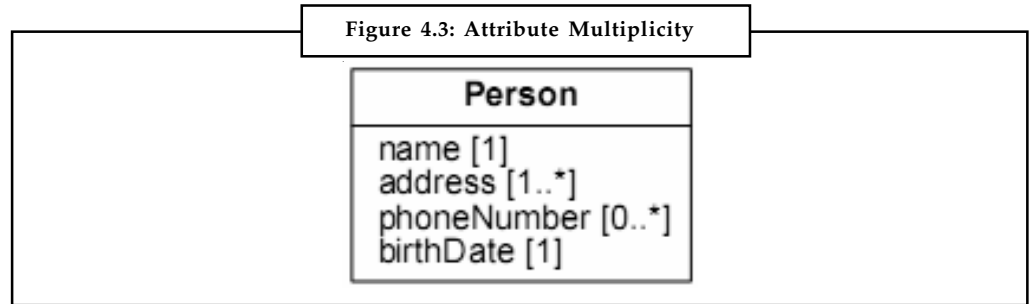 Figure 4.3: Attribute Multiplicity
Person
name [1]
address [1..*]
phoneNumber [0..*]
birthDate [1]